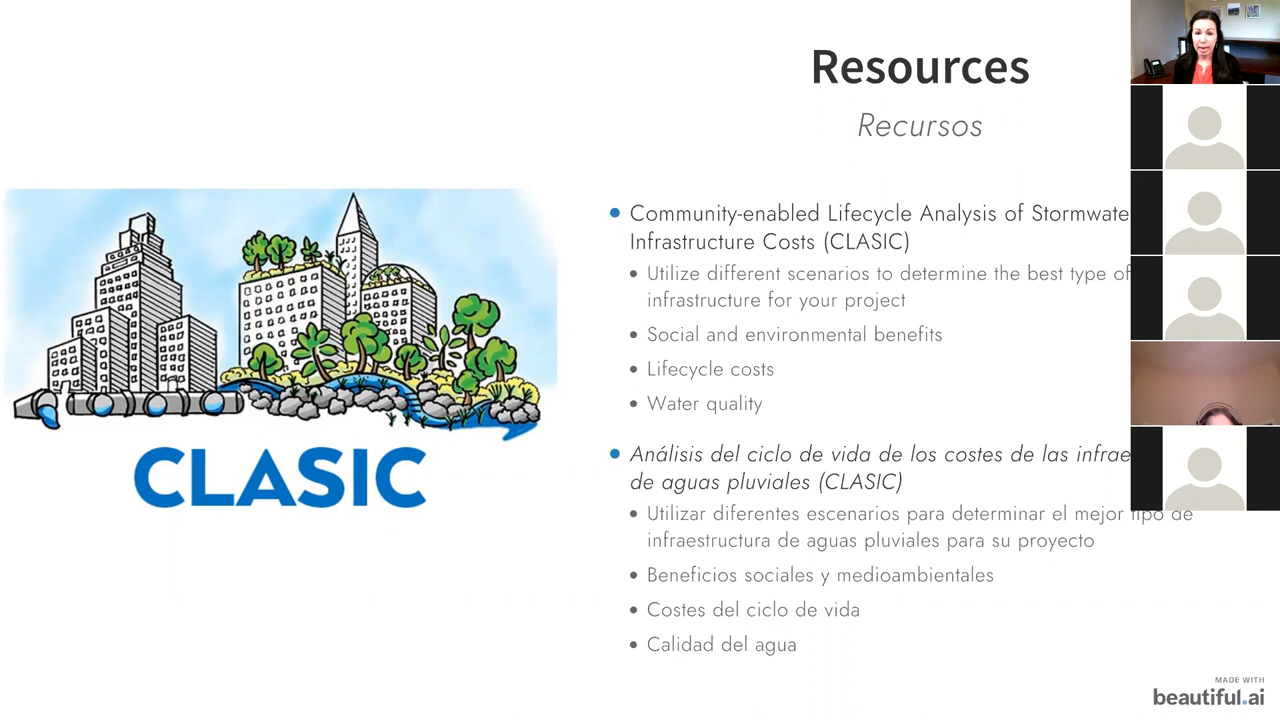 Resources
Recursos
Community-enabled Lifecycle Analysis of
Infrastructure Costs (CLASIC)
Utilize different scenarios to determine the best type of
infrastructure for your project
Social and environmental benefits
Lifecycle costs
Water quality
CLASIC
Análisis del ciclo de vida de los costes de las
de aguas pluviales (CLASIC)
Utilizar diferentes escenarios para determinar el mejor tipo de
infraestructura de aguas pluviales para su proyecto
Beneficios sociales y medioambientales
Costes del ciclo de vida
Calidad del agua
MADE WITH
beautiful.ai